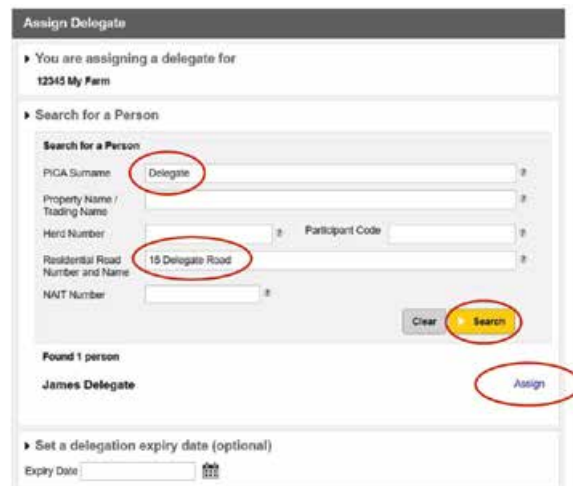 Assign Delegate
You are assigning a delegate for
12345 My Farm
Search for a Person
Search for a Person
PICA Surname Delegate ?
Property Name / Trading Name ?
Herd Number ? Participant Code ?
Residential Road Number and Name 15 Delegate Road ?
NAIT Number ?
Clear Search
Found 1 person
James Delegate Assign
Set a delegation expiry date (optional)
Expiry Date